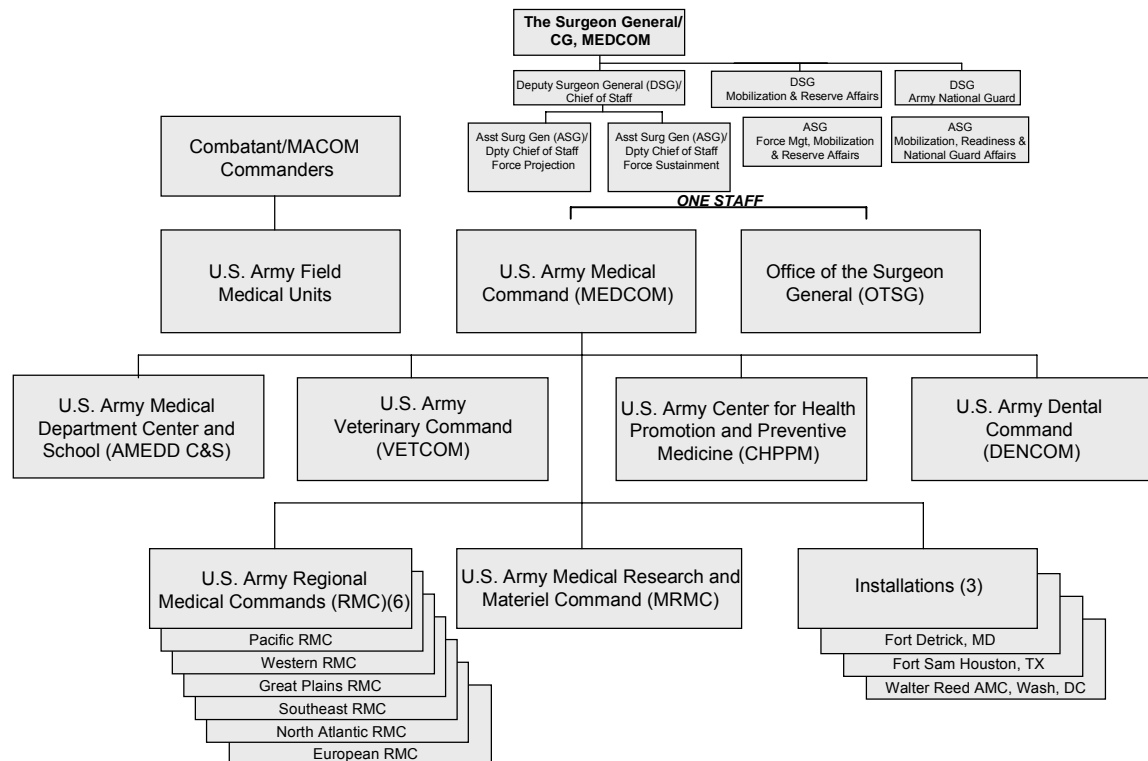 The Surgeon General/
CG, MEDCOM
Deputy Surgeon General (DSG)/
Chief of Staff
DSG
Mobilization & Reserve Affairs
DSG
Army National Guard
Asst Surg Gen (ASG)/
Dpty Chief of Staff
Force Projection
Asst Surg Gen (ASG)/
Dpty Chief of Staff
Force Sustainment
ASG
Force Mgt, Mobilization
& Reserve Affairs
ASG
Mobilization, Readiness &
National Guard Affairs
Combatant/MACOM
Commanders
ONE STAFF
U.S. Army Field
Medical Units
U.S. Army Medical
Command (MEDCOM)
Office of the Surgeon
General (OTSG)
U.S. Army Medical
Department Center and
School (AMEDD C&S)
U.S. Army
Veterinary Command
(VETCOM)
U.S. Army Center for Health
Promotion and Preventive
Medicine (CHPPM)
U.S. Army Dental
Command
(DENCOM)
U.S. Army Regional
Medical Commands (RMC)(6)
Pacific RMC
Western RMC
Great Plains RMC
Southeast RMC
North Atlantic RMC
European RMC
U.S. Army Medical Research and
Materiel Command (MRMC)
Installations (3)
Fort Detrick, MD
Fort Sam Houston, TX
Walter Reed AMC, Wash, DC